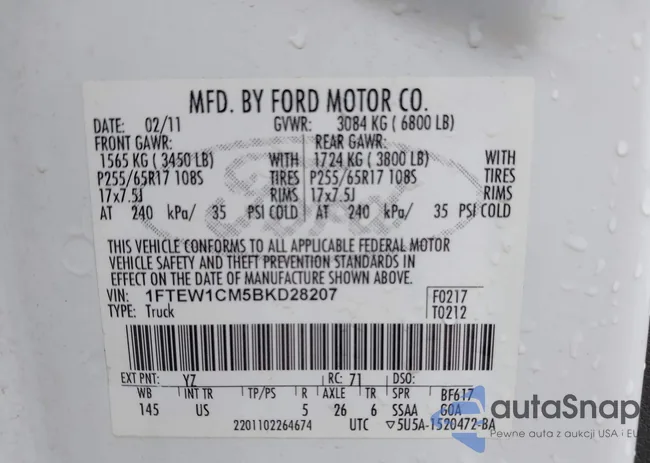 MFD. BY FORD MOTOR CO.
DATE: 02/11 GVWR: 3084 KG ( 6800 LB)
FRONT GAWR: REAR GAWR:
1565 KG ( 3450 LB) WITH 1724 KG ( 3800 LB) WITH
P255/65R17 108S TIRES P255/65R17 108S TIRES
17x7.5J RIMS 17x7.5J RIMS
AT 240 kPa/ 35 PSI COLD AT 240 kPa/ 35 PSI COLD
THIS VEHICLE CONFORMS TO ALL APPLICABLE FEDERAL MOTOR
VEHICLE SAFETY AND THEFT PREVENTION STANDARDS IN
EFFECT ON THE DATE OF MANUFACTURE SHOWN ABOVE.
VIN: 1FTEW1CM5BKD28207 F0217
TYPE: Truck T0212
EXT PNT: YZ RC: 71 DSO:
WB INT TR TP/PS R AXLE TR SPR BF617
145 US 5 26 6 SSAA GOA
2201102264674 UTC ▽5U5A-1520472-BA
autaSnap
Pewne auta z aukcji USA i EU